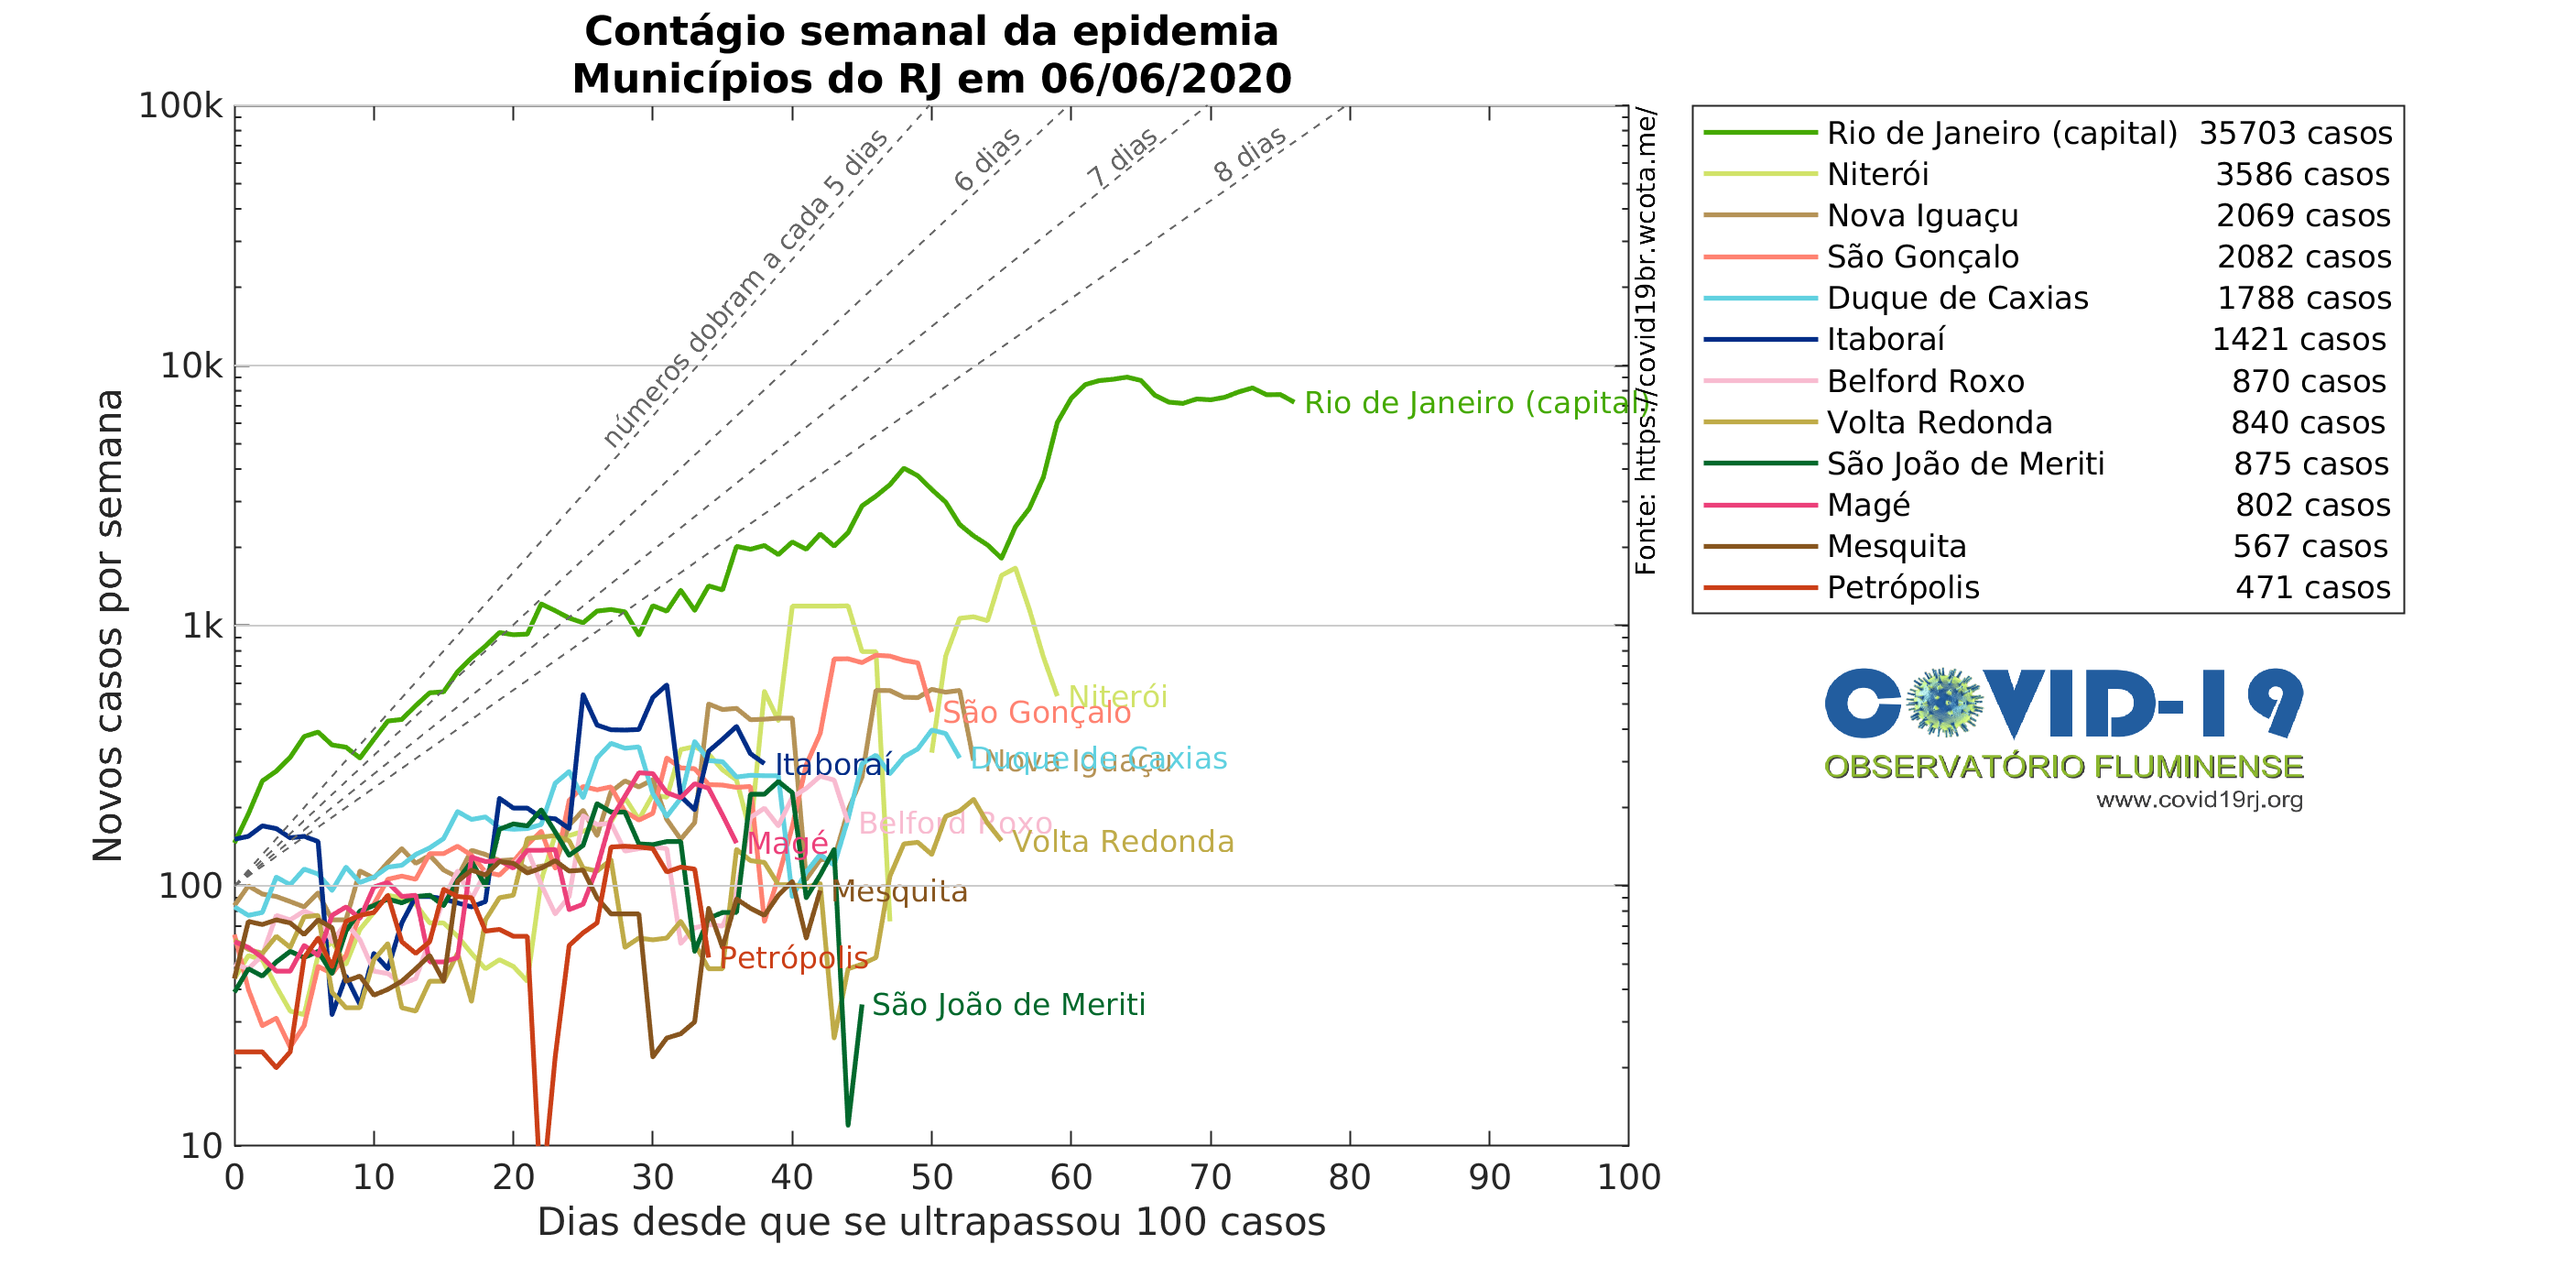 Contágio semanal da epidemia
Municípios do RJ em 06/06/2020
Novos casos por semana
100k
10k
1k
100
10
0 10 20 30 40 50 60 70 80 90 100
Dias desde que se ultrapassou 100 casos
números dobram a cada 5 dias
6 dias
7 dias
8 dias
Rio de Janeiro (capital)
Niterói
São Gonçalo
Nova Iguaçu
Duque de Caxias
Itaboraí
Belford Roxo
Volta Redonda
Magé
Mesquita
Petrópolis
São João de Meriti
Fonte: https://covid19br.wcota.me/
Rio de Janeiro (capital) 35703 casos
Niterói 3586 casos
Nova Iguaçu 2069 casos
São Gonçalo 2082 casos
Duque de Caxias 1788 casos
Itaboraí 1421 casos
Belford Roxo 870 casos
Volta Redonda 840 casos
São João de Meriti 875 casos
Magé 802 casos
Mesquita 567 casos
Petrópolis 471 casos
COVID-19
OBSERVATÓRIO FLUMINENSE
www.covid19rj.org